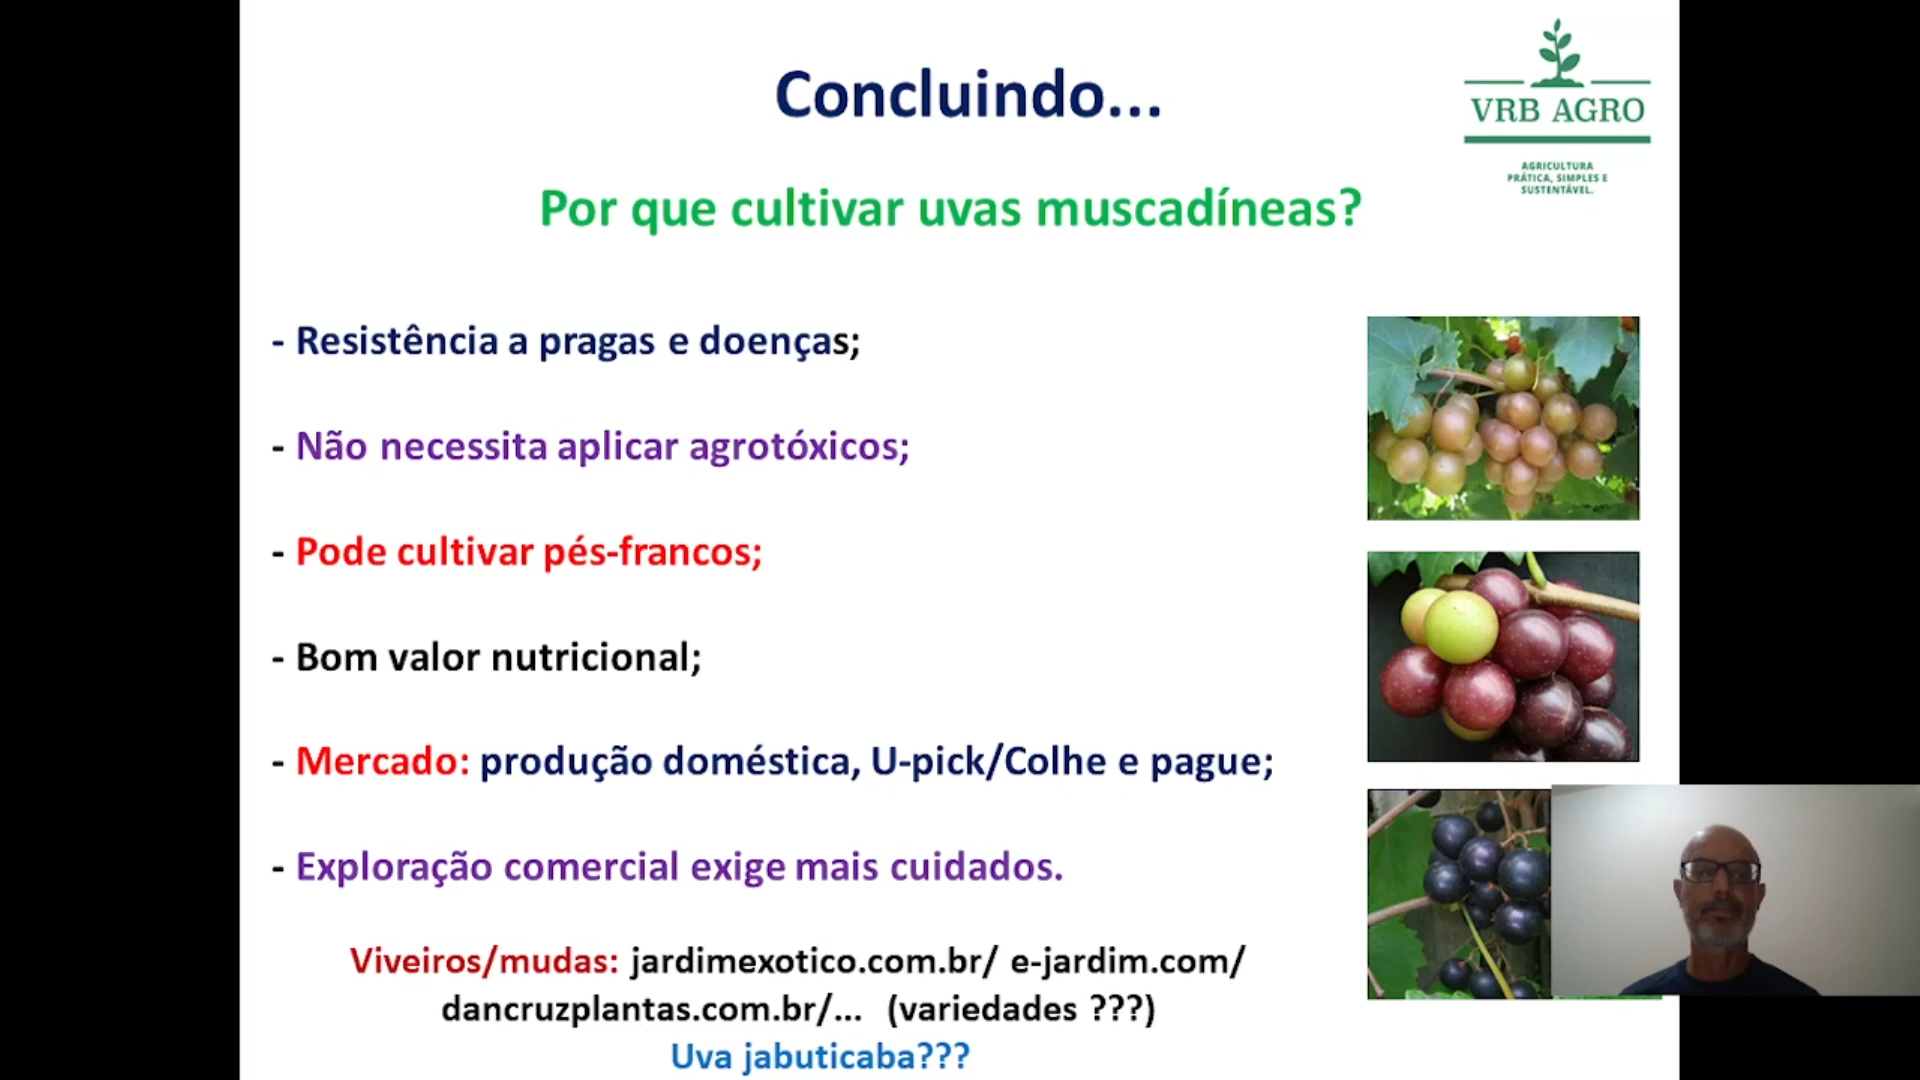 Concluindo...
VRB AGRO
AGRICULTURA
PRÁTICA, SIMPLES E
SUSTENTÁVEL.
Por que cultivar uvas muscadíneas?
- Resistência a pragas e doenças;
- Não necessita aplicar agrotóxicos;
- Pode cultivar pés-francos;
- Bom valor nutricional;
- Mercado: produção doméstica, U-pick/Colhe e pague;
- Exploração comercial exige mais cuidados.
Viveiros/mudas: jardimexotico.com.br/ e-jardim.com/
dancruzplantas.com.br/... (variedades ???)
Uva jabuticaba???